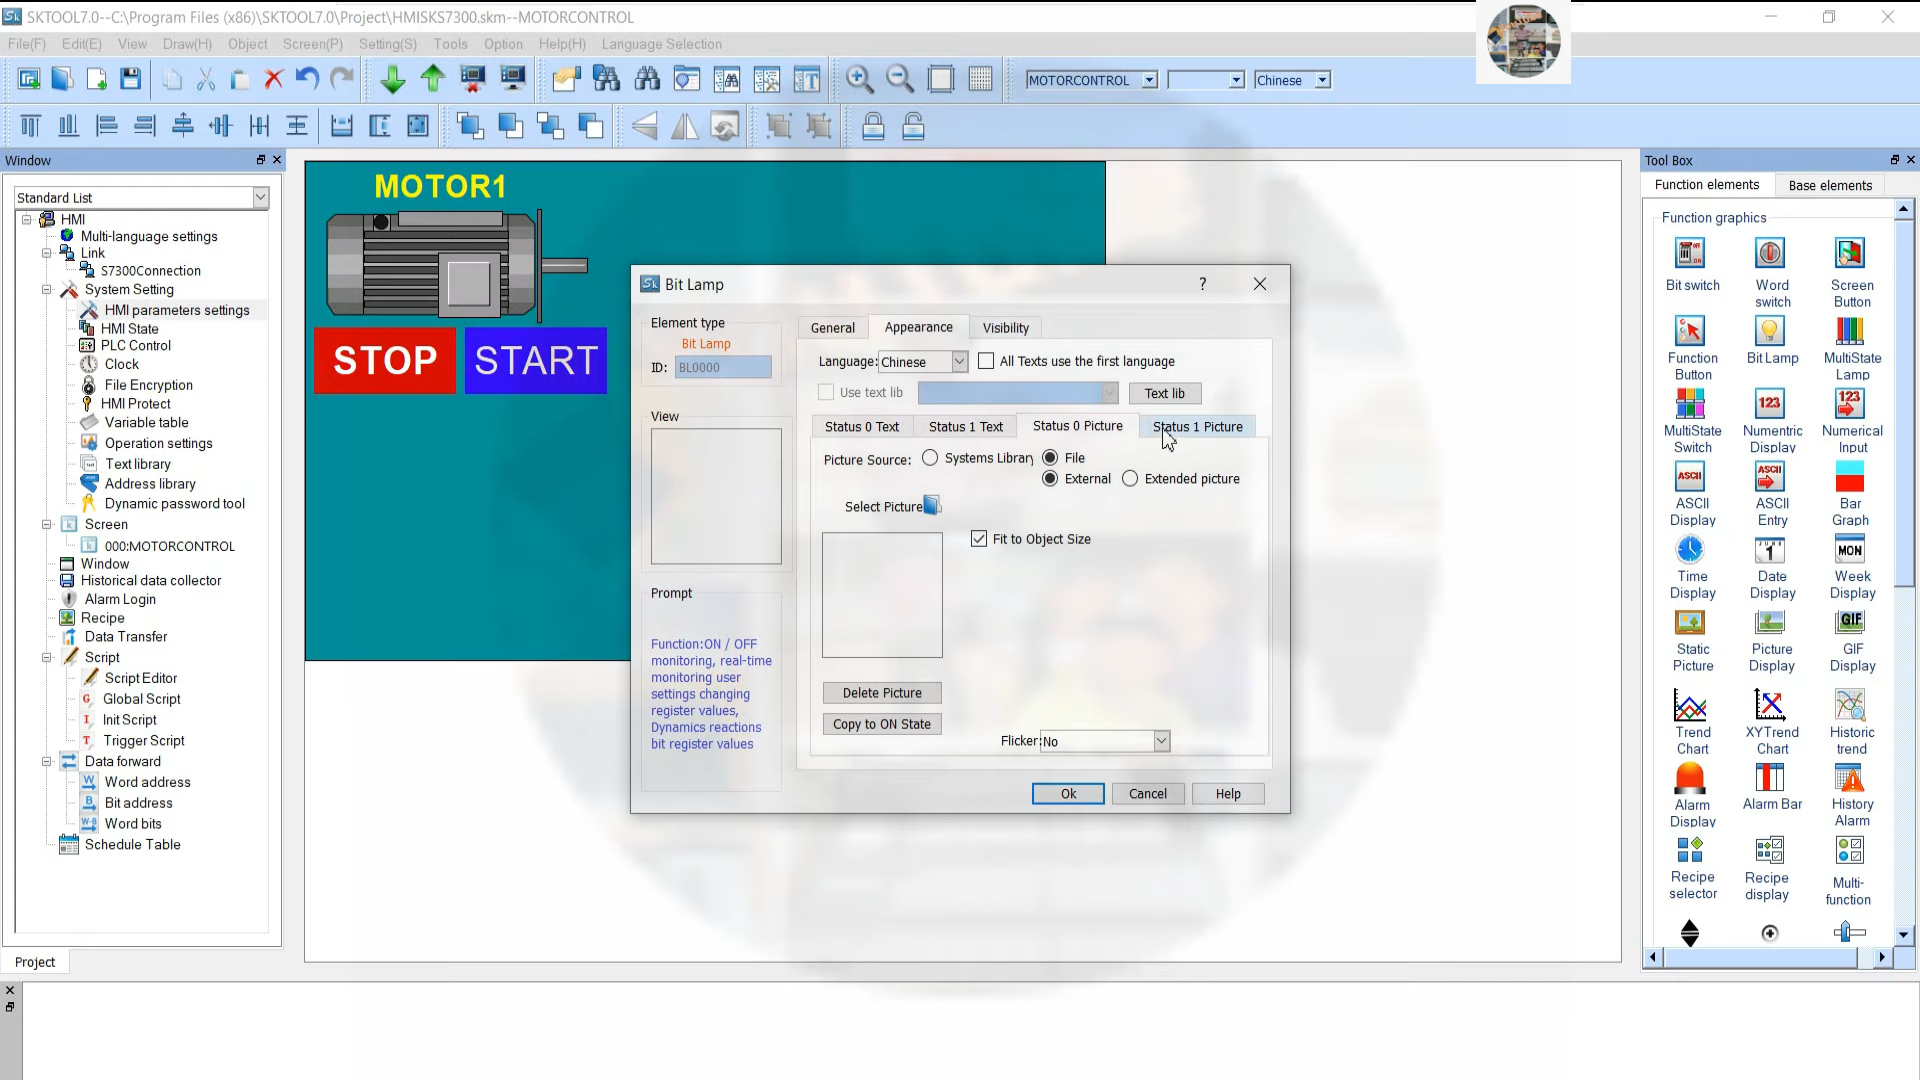 SKTOOL7.0--C:\Program Files (x86)\SKTOOL7.0\Project\HMISKS7300.skm--MOTORCONTROL
File(F) Edit(E) View Draw(H) Object Screen(P) Setting(S) Tools Option Help(H) Language Selection
MOTORCONTROL Chinese
Window
Standard List
HMI
Multi-language settings
Link
S7300Connection
System Setting
HMI parameters settings
HMI State
PLC Control
Clock
File Encryption
HMI Protect
Variable table
Operation settings
Text library
Address library
Dynamic password tool
Screen
000:MOTORCONTROL
Window
Historical data collector
Alarm Login
Recipe
Data Transfer
Script
Script Editor
Global Script
Init Script
Trigger Script
Data forward
Word address
Bit address
Word bits
Schedule Table
Project
MOTOR1
STOP START
Bit Lamp
Element type
Bit Lamp
ID: BL0000
View
Prompt
Function:ON / OFF
monitoring, real-time
monitoring user
settings changing
register values,
Dynamics reactions
bit register values
General Appearance Visibility
Language: Chinese All Texts use the first language
Use text lib Text lib
Status 0 Text Status 1 Text Status 0 Picture Status 1 Picture
Picture Source: Systems Library File
External Extended picture
Select Picture
Fit to Object Size
Delete Picture
Copy to ON State
Flicker: No
Ok Cancel Help
Tool Box
Function elements Base elements
Function graphics
Bit switch Word switch Screen Button
Function Button Bit Lamp MultiState Lamp
MultiState Switch Numentric Display Numerical Input
ASCII Display ASCII Entry Bar Graph
Time Display Date Display Week Display
Static Picture Picture Display GIF Display
Trend Chart XYTrend Chart Historic trend
Alarm Display Alarm Bar History Alarm
Recipe selector Recipe display Multi-function